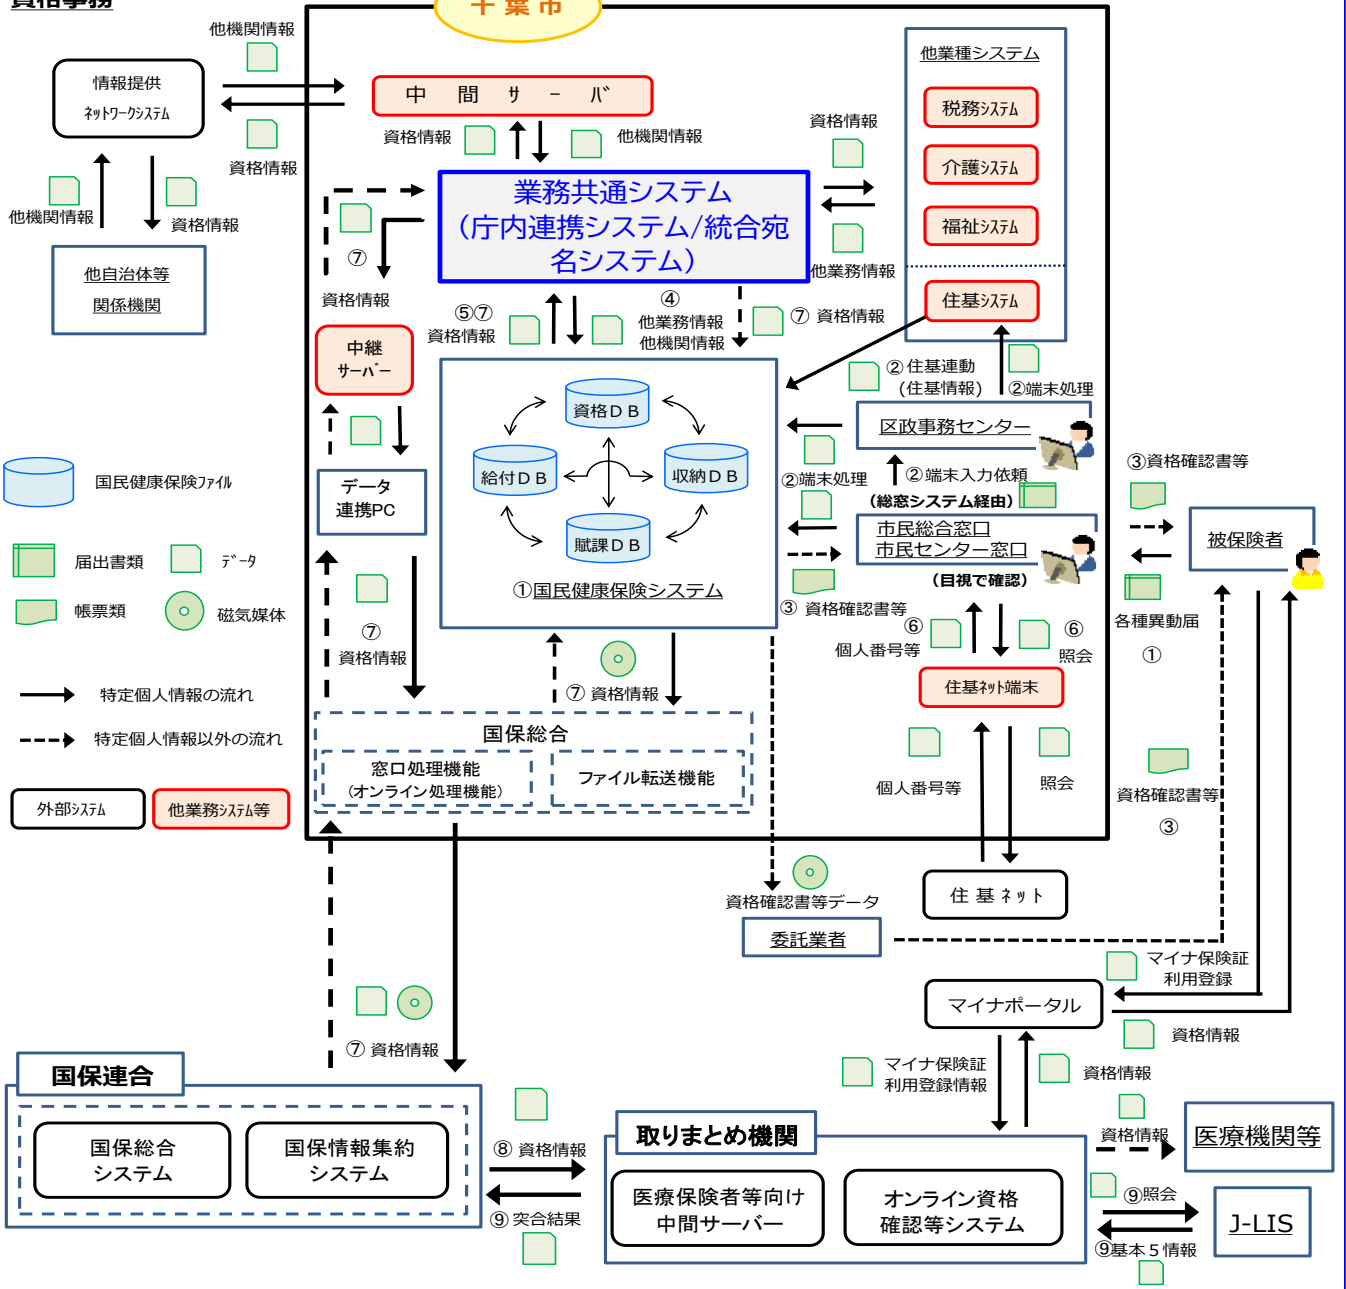 資格事務
千 葉 市
他機関情報
情報提供
ネットワークシステム
資格情報
他機関情報
資格情報
他自治体等
関係機関
中 間 サ ー バ
資格情報
他機関情報
業務共通システム
(庁内連携システム/統合宛
名システム)
資格情報
他業務情報
他業種システム
税務システム
介護システム
福祉システム
住基システム
⑦
資格情報
⑤⑦
資格情報
④
他業務情報
他機関情報
⑦ 資格情報
中継
サーバー
資格DB
給付DB
収納DB
賦課DB
①国民健康保険システム
②住基連動
(住基情報)
②端末処理
区政事務センター
②端末処理
②端末入力依頼
(総窓システム経由)
市民総合窓口
市民センター窓口
(目視で確認)
③ 資格確認書等
③資格確認書等
被保険者
各種異動届
①
データ
連携PC
国民健康保険ファイル
届出書類
データ
帳票類
磁気媒体
特定個人情報の流れ
特定個人情報以外の流れ
外部システム
他業務システム等
⑦
資格情報
⑦ 資格情報
⑥
個人番号等
⑥
照会
住基ネット端末
個人番号等
照会
国保総合
窓口処理機能
(オンライン処理機能)
ファイル転送機能
資格確認書等
③
住 基 ネット
資格確認書等データ
委託業者
マイナ保険証
利用登録
マイナポータル
資格情報
⑦ 資格情報
マイナ保険証
利用登録情報
資格情報
国保連合
国保総合
システム
国保情報集約
システム
⑧ 資格情報
⑨ 突合結果
取りまとめ機関
医療保険者等向け
中間サーバー
オンライン資格
確認等システム
資格情報
医療機関等
⑨照会
⑨基本5情報
J-LIS